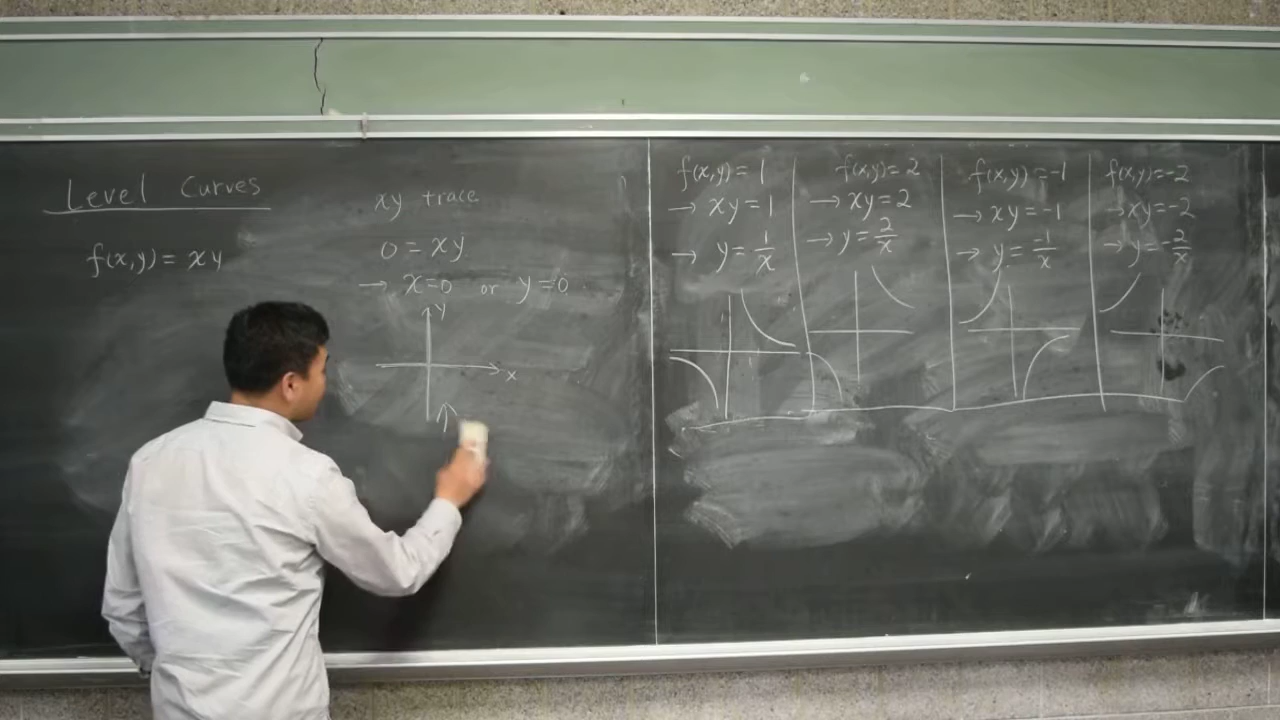 Level Curves
f(x,y) = xy
xy trace
0 = xy
→ x=0 or y=0
y
x
f(x,y) = 1
→ xy=1
→ y = 1/x
f(x,y) = 2
→ xy=2
→ y = 2/x
f(x,y) = -1
→ xy=-1
→ y = -1/x
f(x,y) = -2
→ xy=-2
→ y = -2/x